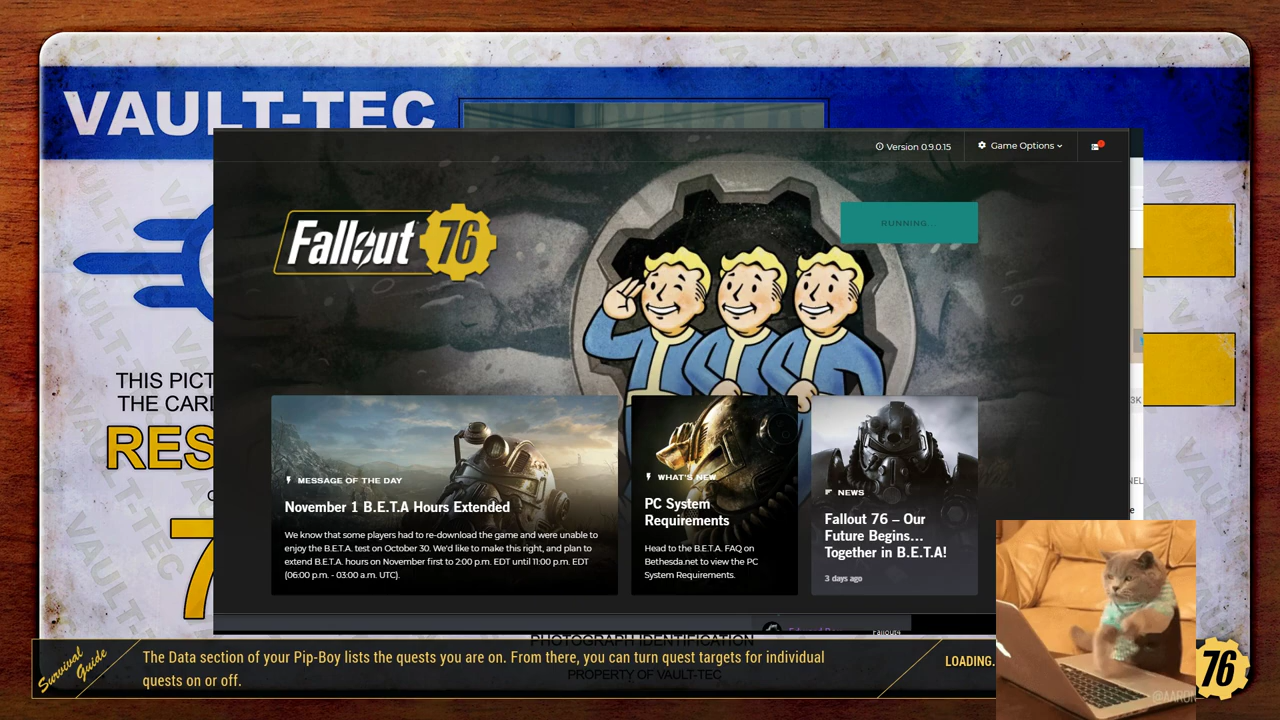 VAULT-TEC
Version 0.9.0.15
Game Options
Fallout 76
RUNNING...
THIS PICT
THE CARD
RES
7
MESSAGE OF THE DAY
November 1 B.E.T.A Hours Extended
We know that some players had to re-download the game and were unable to
enjoy the B.E.T.A. test on October 30. We'd like to make this right, and plan to
extend B.E.T.A. hours on November first to 2:00 p.m. EDT until 11:00 p.m. EDT
(06:00 p.m. - 03:00 a.m. UTC).
WHAT'S NEW
PC System
Requirements
Head to the B.E.T.A. FAQ on
Bethesda.net to view the PC
System Requirements.
NEWS
Fallout 76 – Our
Future Begins...
Together in B.E.T.A!
3 days ago
3K
NEL
Fallout4
PHOTOGRAPH IDENTIFICATION
PROPERTY OF VAULT-TEC
Survival
Guide
The Data section of your Pip-Boy lists the quests you are on. From there, you can turn quest targets for individual
quests on or off.
LOADING.
@AARON
76